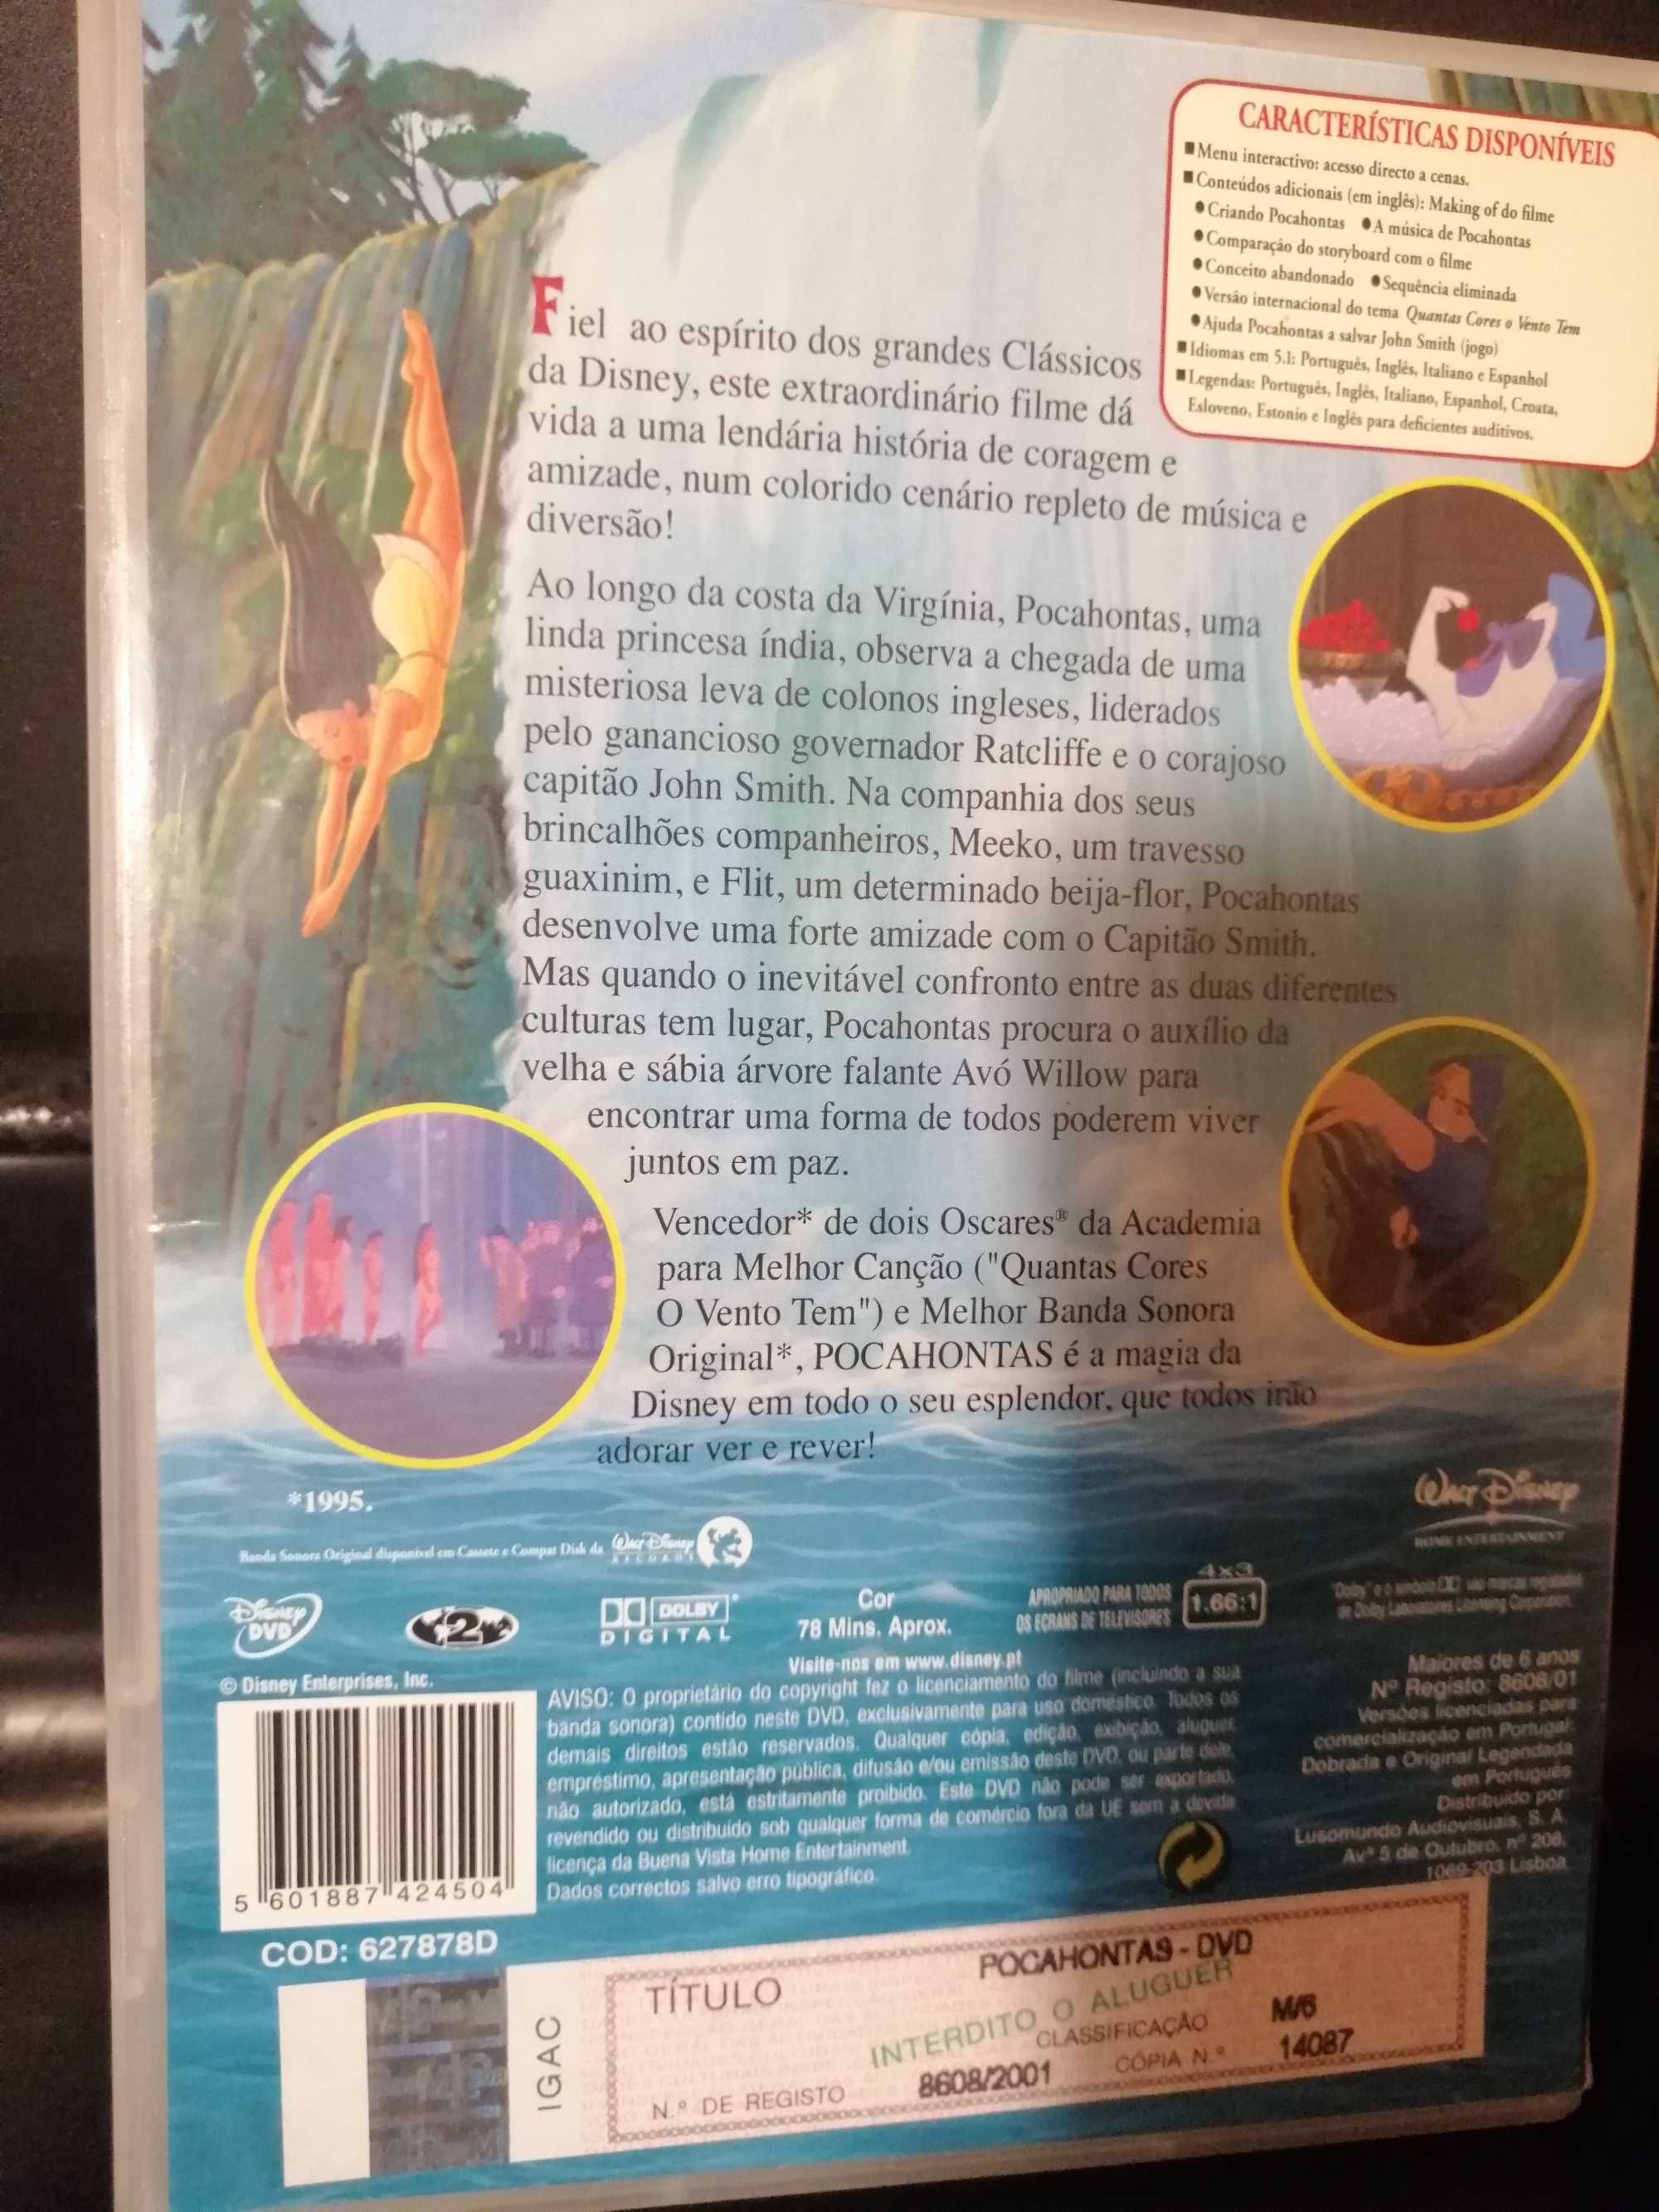 CARACTERÍSTICAS DISPONÍVEIS
■ Menu interactivo: acesso directo a cenas.
■ Conteúdos adicionais (em inglês): Making of do filme
● Criando Pocahontas ● A música de Pocahontas
● Comparação do storyboard com o filme
● Conceito abandonado ● Sequência eliminada
● Versão internacional do tema Quantas Cores o Vento Tem
● Ajuda Pocahontas a salvar John Smith (jogo)
■ Idiomas em 5.1: Português, Inglês, Italiano e Espanhol
■ Legendas: Português, Inglês, Italiano, Espanhol, Croata,
Esloveno, Estonio e Inglês para deficientes auditivos.
Fiel ao espírito dos grandes Clássicos
da Disney, este extraordinário filme dá
vida a uma lendária história de coragem e
amizade, num colorido cenário repleto de música e
diversão!
Ao longo da costa da Virgínia, Pocahontas, uma
linda princesa índia, observa a chegada de uma
misteriosa leva de colonos ingleses, liderados
pelo ganancioso governador Ratcliffe e o corajoso
capitão John Smith. Na companhia dos seus
brincalhões companheiros, Meeko, um travesso
guaxinim, e Flit, um determinado beija-flor, Pocahontas
desenvolve uma forte amizade com o Capitão Smith.
Mas quando o inevitável confronto entre as duas diferentes
culturas tem lugar, Pocahontas procura o auxílio da
velha e sábia árvore falante Avó Willow para
encontrar uma forma de todos poderem viver
juntos em paz.
Vencedor* de dois Oscares® da Academia
para Melhor Canção ("Quantas Cores
O Vento Tem") e Melhor Banda Sonora
Original*, POCAHONTAS é a magia da
Disney em todo o seu esplendor, que todos irão
adorar ver e rever!
*1995.
Banda Sonora Original disponível em Cassete e Compat Disk da Walt Disney RECORDS
Walt Disney
HOME ENTERTAINMENT
Disney DVD
2
DOLBY DIGITAL
Cor
78 Mins. Aprox.
APROPRIADO PARA TODOS
OS ECRANS DE TELEVISORES
4x3
1.66:1
"Dolby" e o símbolo são marcas registadas
de Dolby Laboratories Licensing Corporation.
Visite-nos em www.disney.pt
© Disney Enterprises, Inc.
AVISO: O proprietário do copyright fez o licenciamento do filme (incluindo a sua
banda sonora) contido neste DVD, exclusivamente para uso doméstico. Todos os
demais direitos estão reservados. Qualquer cópia, edição, exibição, aluguer,
empréstimo, apresentação pública, difusão e/ou emissão deste DVD, ou parte dele,
não autorizado, está estritamente proibido. Este DVD não pode ser exportado,
revendido ou distribuido sob qualquer forma de comércio fora da UE sem a devida
licença da Buena Vista Home Entertainment.
Dados correctos salvo erro tipográfico.
Maiores de 6 anos
Nº Registo: 8608/01
Versões licenciadas para
comercialização em Portugal:
Dobrada e Original Legendada
em Português
Distribuido por:
Lusomundo Audiovisuais, S. A.
Avª 5 de Outubro, nº 208,
1069-203 Lisboa
5 601887 424504
COD: 627878D
IGAC
TÍTULO
POCAHONTAS - DVD
INTERDITO O ALUGUER
CLASSIFICAÇÃO
M/6
N.º DE REGISTO
8608/2001
CÓPIA N.º
14087